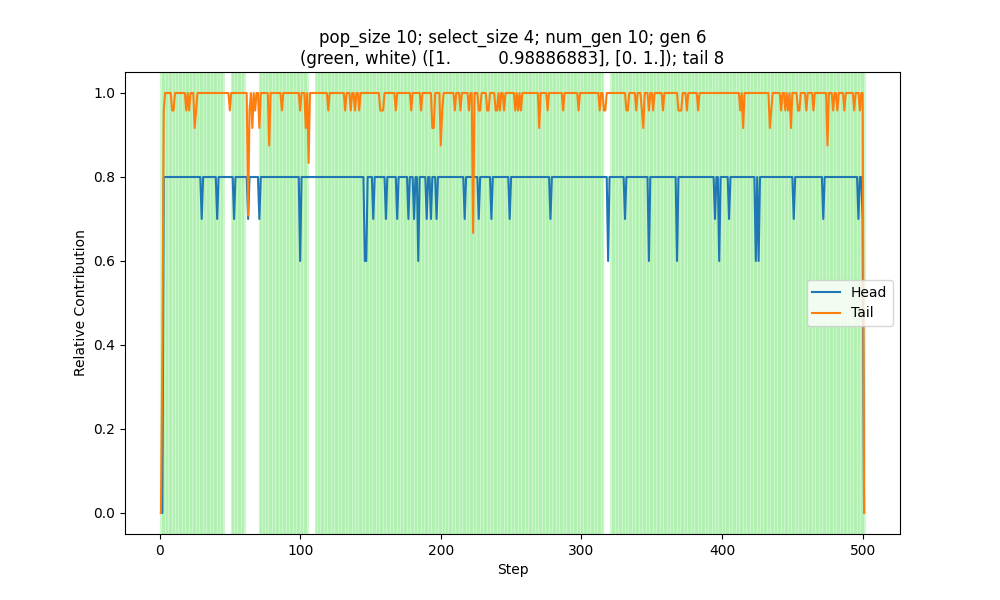 pop_size 10; select_size 4; num_gen 10; gen 6
(green, white) ([1.         0.98886883], [0. 1.]); tail 8
1.0
0.8
0.6
0.4
0.2
0.0
Relative Contribution
Head
Tail
0
100
200
300
400
500
Step